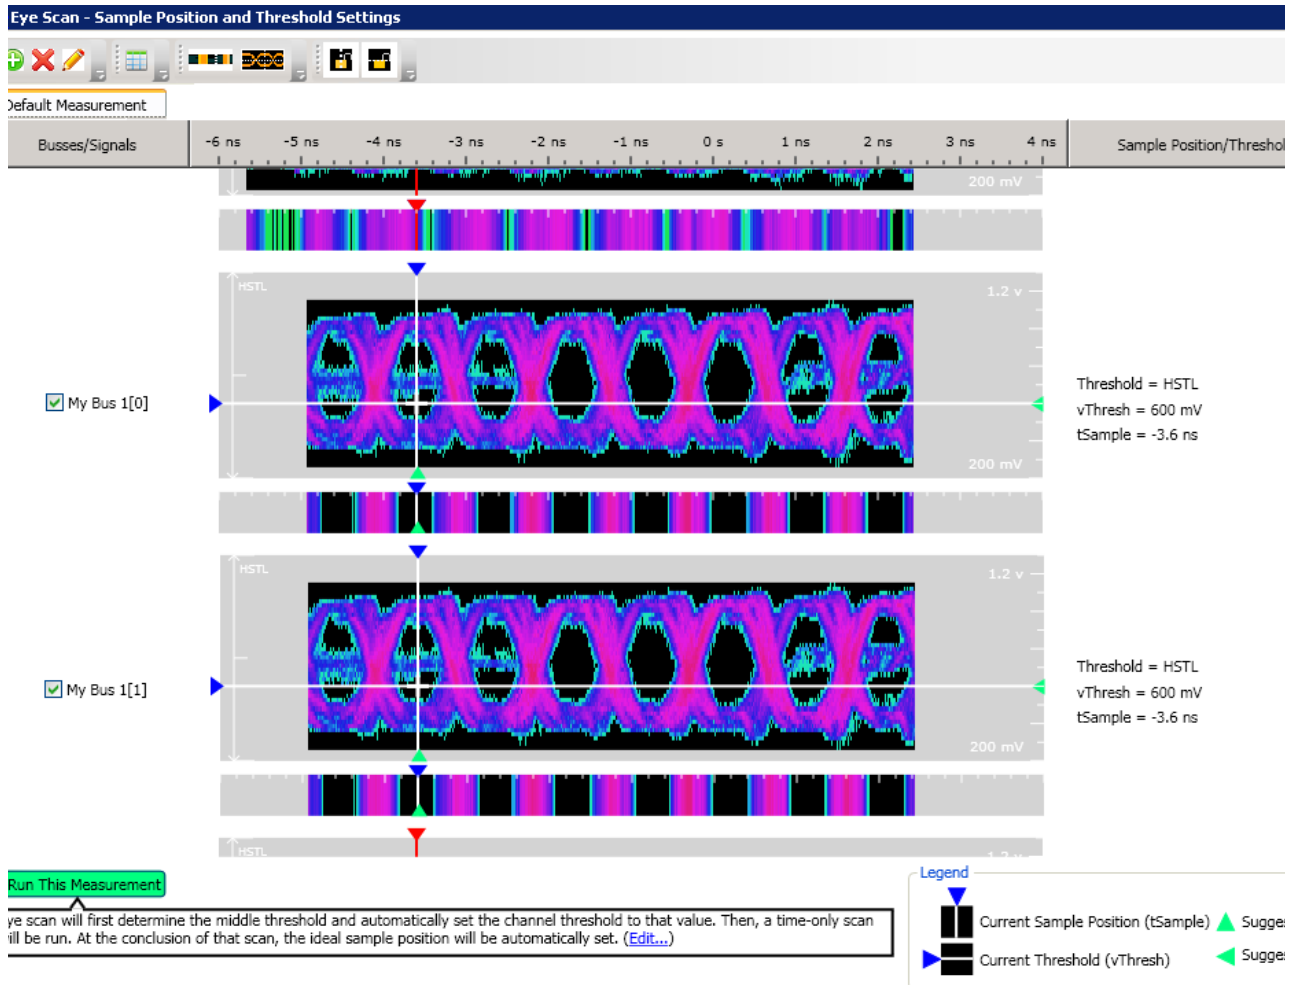 Eye Scan - Sample Position and Threshold Settings
Default Measurement
Busses/Signals -6 ns -5 ns -4 ns -3 ns -2 ns -1 ns 0 s 1 ns 2 ns 3 ns 4 ns Sample Position/Threshol
200 mV
HSTL 1.2 v
My Bus 1[0]
Threshold = HSTL
vThresh = 600 mV
tSample = -3.6 ns
200 mV
HSTL 1.2 v
My Bus 1[1]
Threshold = HSTL
vThresh = 600 mV
tSample = -3.6 ns
200 mV
HSTL 1.2 v
Run This Measurement
ye scan will first determine the middle threshold and automatically set the channel threshold to that value. Then, a time-only scan
ill be run. At the conclusion of that scan, the ideal sample position will be automatically set. (Edit...)
Legend
Current Sample Position (tSample) Sugge
Current Threshold (vThresh) Sugge